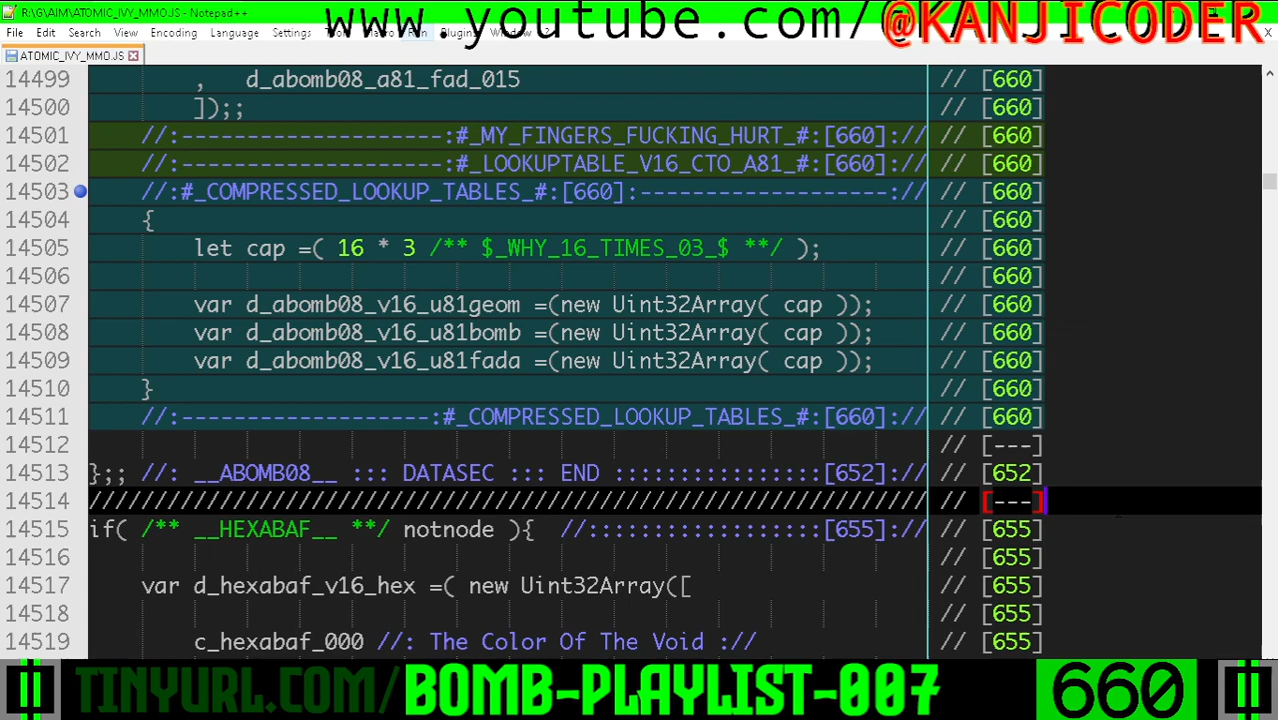 R:\G\AIM\ATOMIC_IVY_MMO.JS - Notepad++
www.youtube.com/@KANJICODER
File Edit Search View Encoding Language Settings Tools Macro Run Plugins Window ? X
ATOMIC_IVY_MMO.JS
14499 , d_abomb08_a81_fad_015 // [660]
14500 ]);; // [660]
14501 //:--------------------:#_MY_FINGERS_FUCKING_HURT_#:[660]:// // [660]
14502 //:--------------------:#_LOOKUPTABLE_V16_CTO_A81_#:[660]:// // [660]
14503 //:#_COMPRESSED_LOOKUP_TABLES_#:[660]:-------------------:// // [660]
14504 { // [660]
14505 let cap =( 16 * 3 /** $_WHY_16_TIMES_03_$ **/ ); // [660]
14506 // [660]
14507 var d_abomb08_v16_u81geom =(new Uint32Array( cap )); // [660]
14508 var d_abomb08_v16_u81bomb =(new Uint32Array( cap )); // [660]
14509 var d_abomb08_v16_u81fada =(new Uint32Array( cap )); // [660]
14510 } // [660]
14511 //:-------------------:#_COMPRESSED_LOOKUP_TABLES_#:[660]:// // [660]
14512 // [---]
14513 };; //: __ABOMB08__ ::: DATASEC ::: END ::::::::::::::::[652]:// // [652]
14514 //////////////////////////////////////////////////////////////// // [---]
14515 if( /** __HEXABAF__ **/ notnode ){ //:::::::::::::::::::[655]:// // [655]
14516 // [655]
14517 var d_hexabaf_v16_hex =( new Uint32Array([ // [655]
14518 // [655]
14519 c_hexabaf_000 //: The Color Of The Void :// // [655]
TINYURL.COM/BOMB-PLAYLIST-007 660